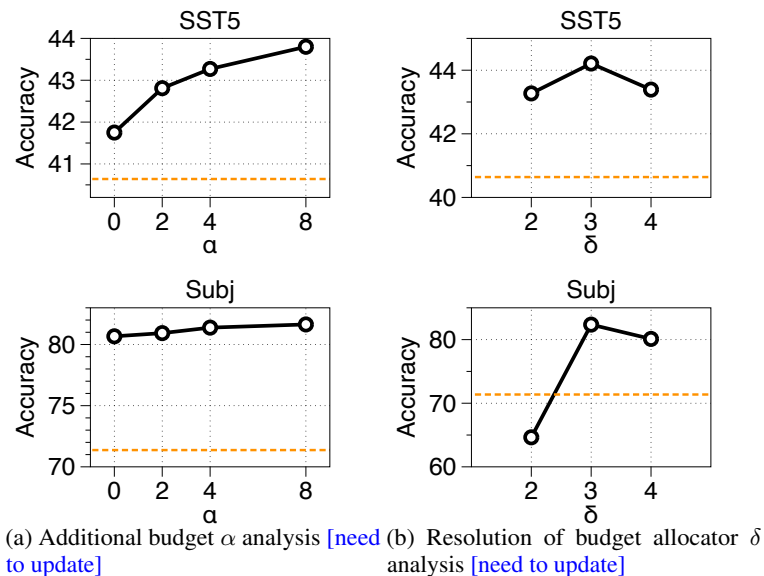 SST5
44
43
42
41
Accuracy
0 2 4 8
α
SST5
44
42
40
Accuracy
2 3 4
δ
Subj
80
75
70
Accuracy
0 2 4 8
α
Subj
80
70
60
Accuracy
2 3 4
δ
(a) Additional budget α analysis [need
to update]
(b) Resolution of budget allocator δ
analysis [need to update]